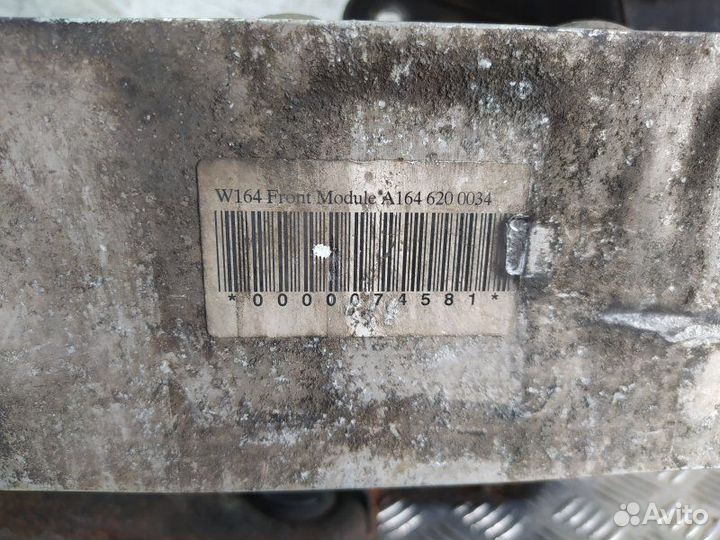 W164 Front Module A164 620 0034
*0000074581*
Avito